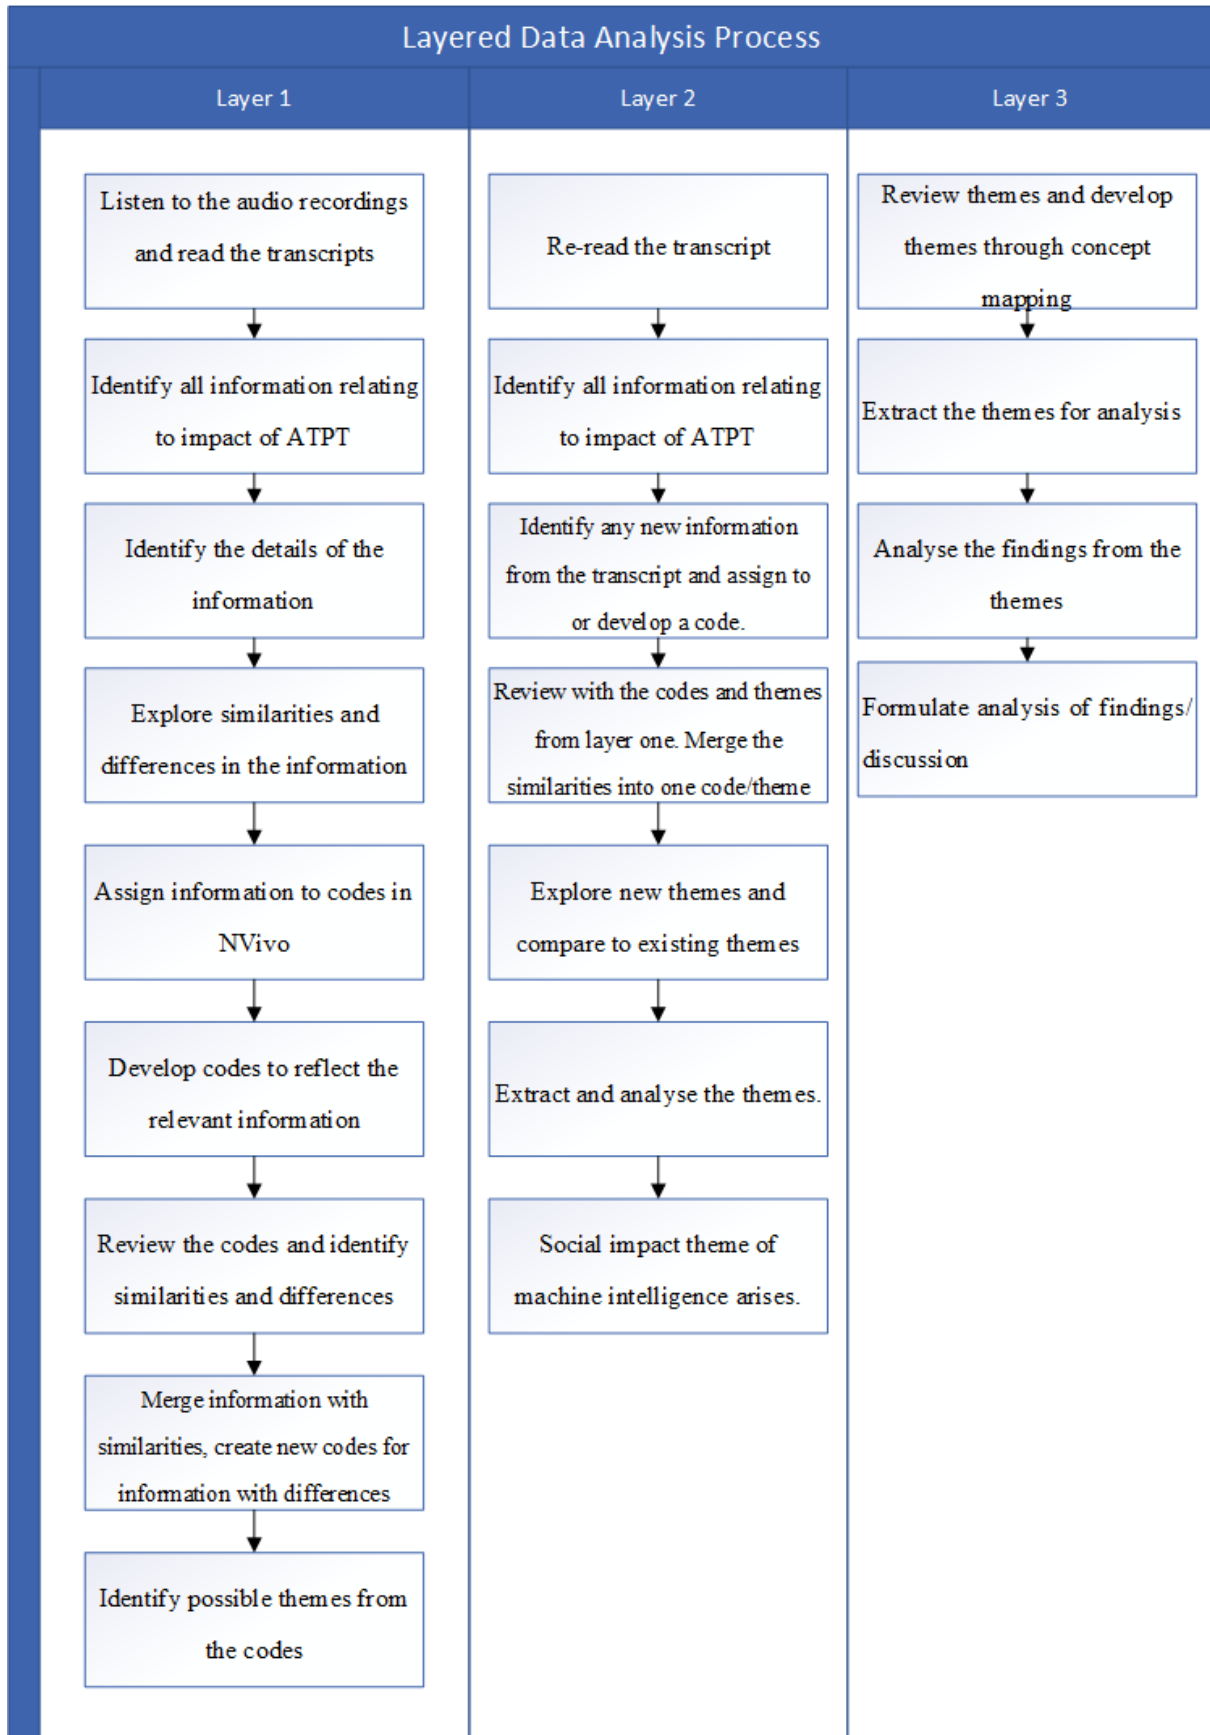 Layered Data Analysis Process
Layer 1
Layer 2
Layer 3
Listen to the audio recordings
and read the transcripts
Identify all information relating
to impact of ATPT
Identify the details of the
information
Explore similarities and
differences in the information
Assign information to codes in
NVivo
Develop codes to reflect the
relevant information
Review the codes and identify
similarities and differences
Merge information with
similarities, create new codes for
information with differences
Identify possible themes from
the codes
Re-read the transcript
Identify all information relating
to impact of ATPT
Identify any new information
from the transcript and assign to
or develop a code.
Review with the codes and themes
from layer one. Merge the
similarities into one code/theme
Explore new themes and
compare to existing themes
Extract and analyse the themes.
Social impact theme of
machine intelligence arises.
Review themes and develop
themes through concept
mapping
Extract the themes for analysis
Analyse the findings from the
themes
Formulate analysis of findings/
discussion